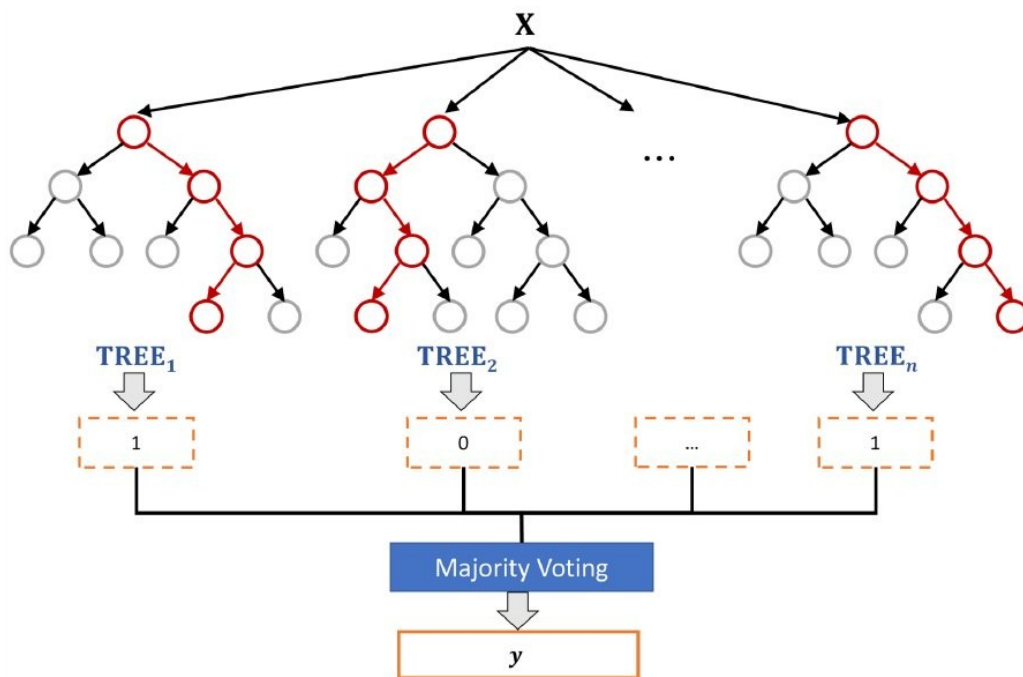 X
...
TREE₁ TREE₂ TREEₙ
1 0 ... 1
Majority Voting
y